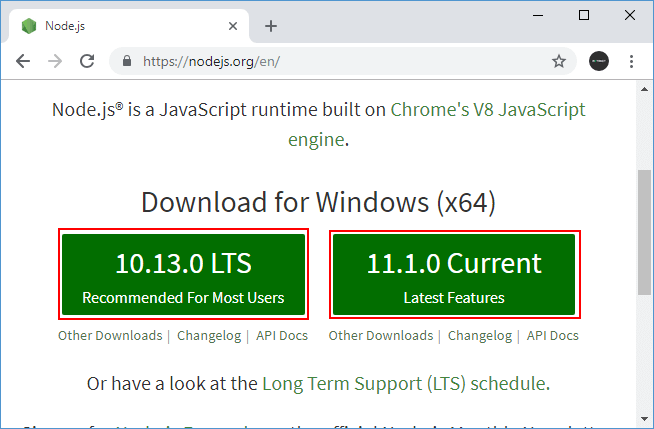 Node.js
https://nodejs.org/en/
Node.js® is a JavaScript runtime built on Chrome's V8 JavaScript
engine.
Download for Windows (x64)
10.13.0 LTS
Recommended For Most Users
11.1.0 Current
Latest Features
Other Downloads | Changelog | API Docs
Other Downloads | Changelog | API Docs
Or have a look at the Long Term Support (LTS) schedule.